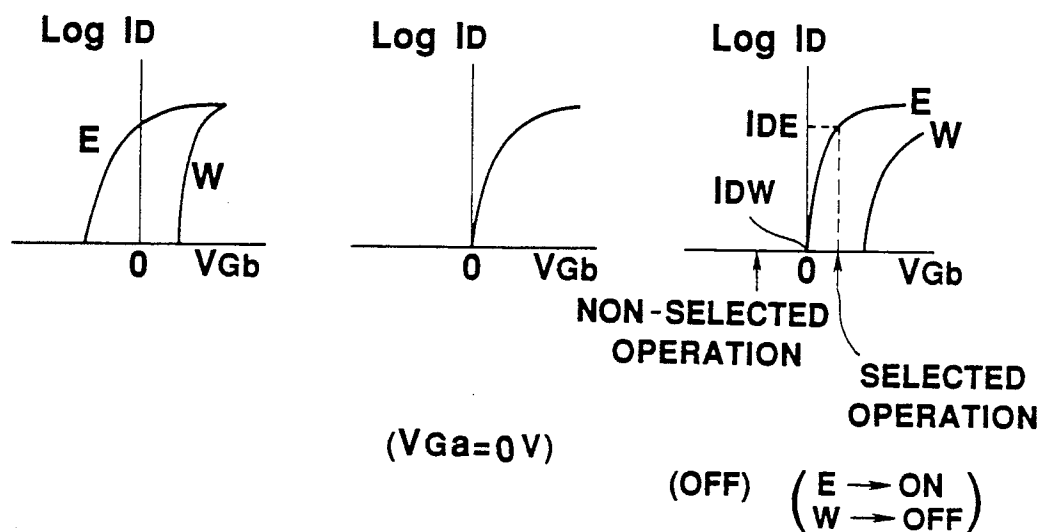 Log ID
E
W
0
VGb
Log ID
0
VGb
(VGa=0V)
Log ID
IDE
IDW
E
W
0
VGb
NON-SELECTED
OPERATION
SELECTED
OPERATION
(OFF)
(E → ON
W → OFF)